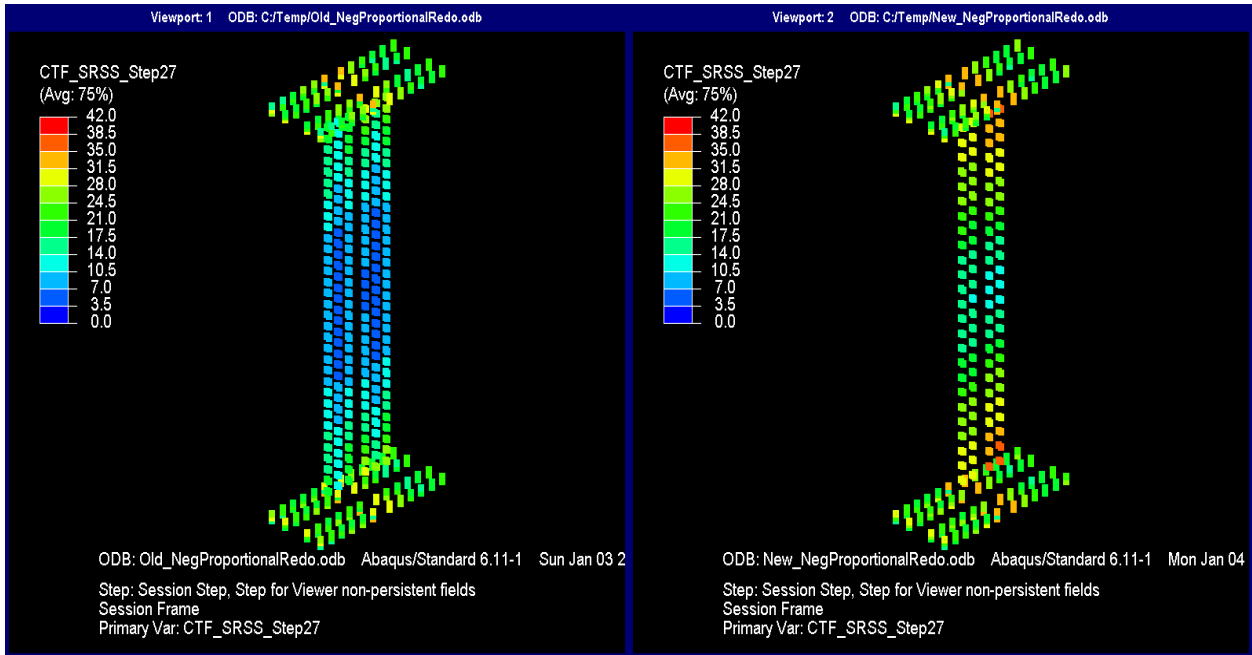 Viewport: 1 ODB: C:/Temp/Old_NegProportionalRedo.odb
CTF_SRSS_Step27
(Avg: 75%)
42.0
38.5
35.0
31.5
28.0
24.5
21.0
17.5
14.0
10.5
7.0
3.5
0.0
ODB: Old_NegProportionalRedo.odb Abaqus/Standard 6.11-1 Sun Jan 03 2
Step: Session Step, Step for Viewer non-persistent fields
Session Frame
Primary Var: CTF_SRSS_Step27
Viewport: 2 ODB: C:/Temp/New_NegProportionalRedo.odb
CTF_SRSS_Step27
(Avg: 75%)
42.0
38.5
35.0
31.5
28.0
24.5
21.0
17.5
14.0
10.5
7.0
3.5
0.0
ODB: New_NegProportionalRedo.odb Abaqus/Standard 6.11-1 Mon Jan 04
Step: Session Step, Step for Viewer non-persistent fields
Session Frame
Primary Var: CTF_SRSS_Step27